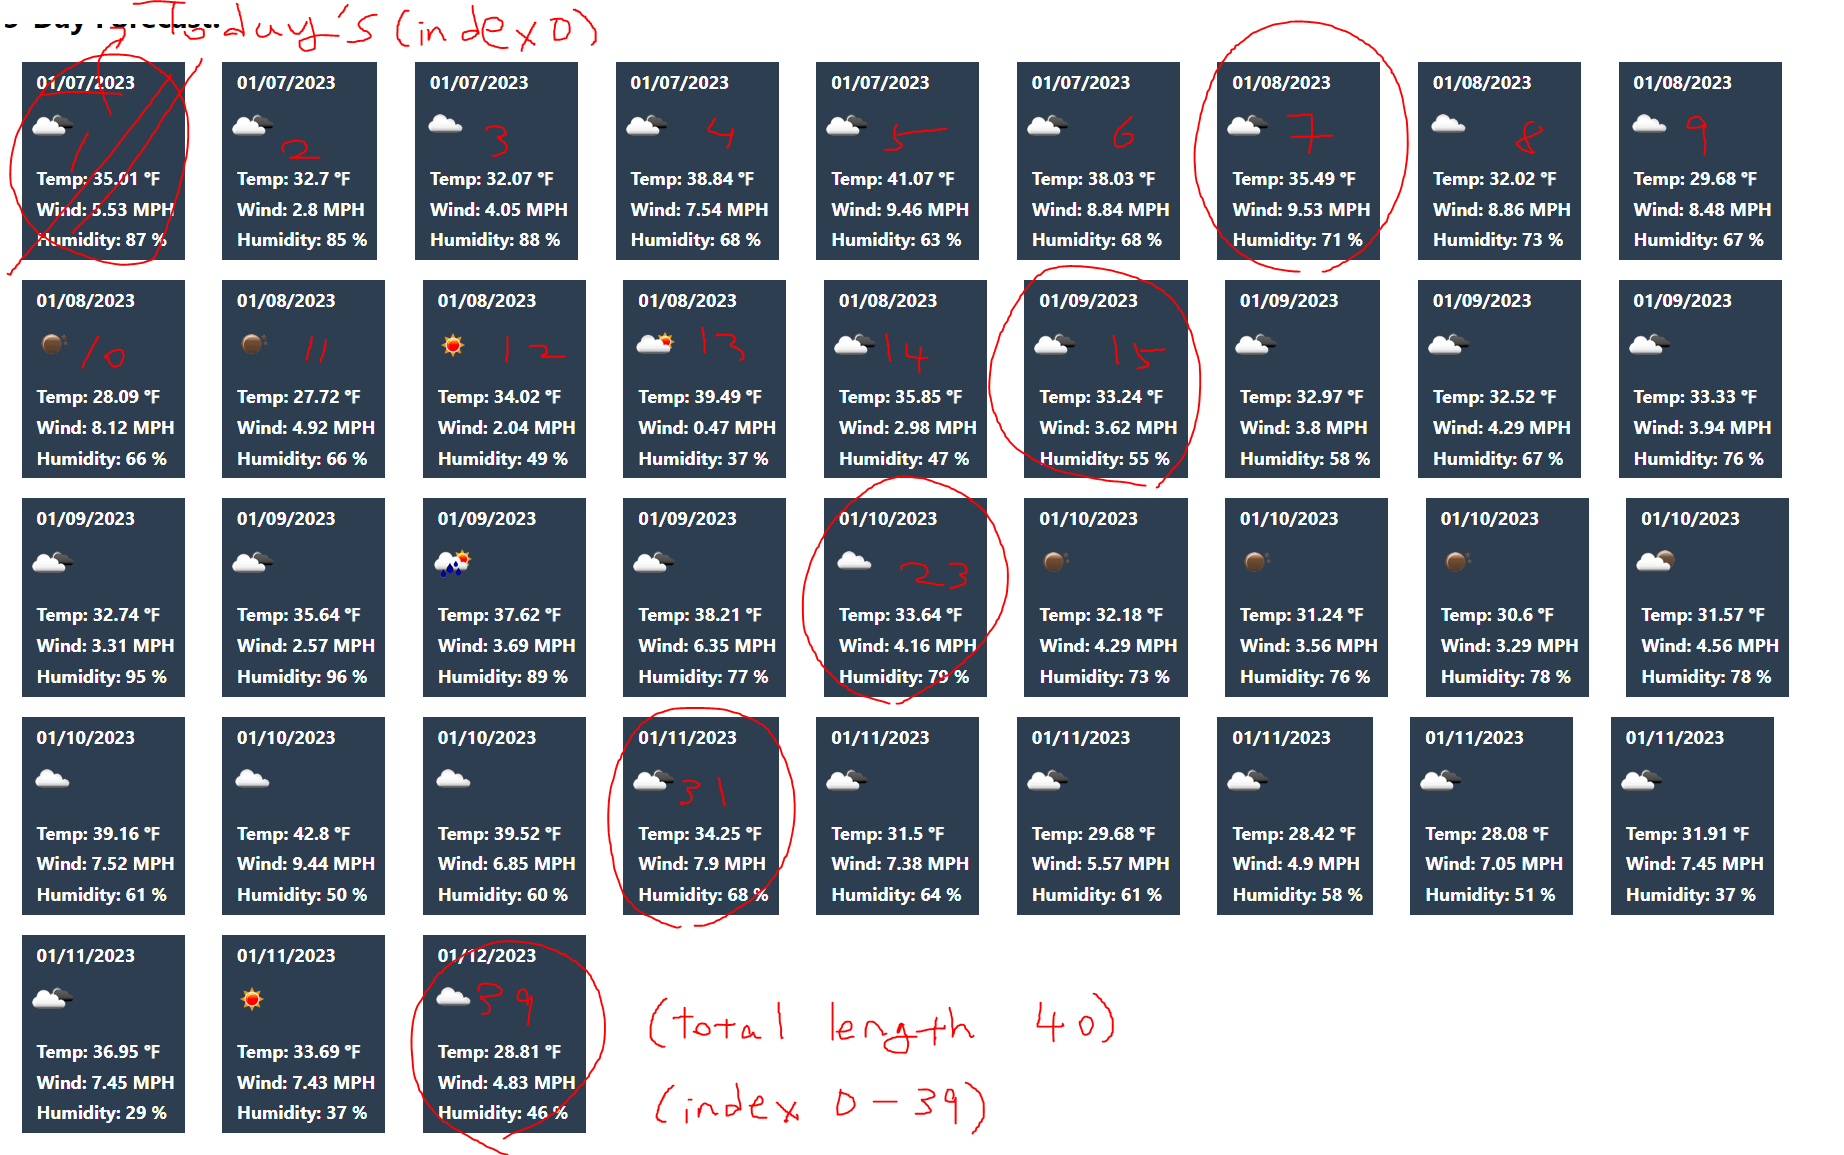 5-Day Forecast:
Today's (index 0)
01/07/2023 01/07/2023 01/07/2023 01/07/2023 01/07/2023 01/07/2023 01/08/2023 01/08/2023 01/08/2023
1 2 3 4 5 6 7 8 9
Temp: 35.01 °F Temp: 32.7 °F Temp: 32.07 °F Temp: 38.84 °F Temp: 41.07 °F Temp: 38.03 °F Temp: 35.49 °F Temp: 32.02 °F Temp: 29.68 °F
Wind: 5.53 MPH Wind: 2.8 MPH Wind: 4.05 MPH Wind: 7.54 MPH Wind: 9.46 MPH Wind: 8.84 MPH Wind: 9.53 MPH Wind: 8.86 MPH Wind: 8.48 MPH
Humidity: 87 % Humidity: 85 % Humidity: 88 % Humidity: 68 % Humidity: 63 % Humidity: 68 % Humidity: 71 % Humidity: 73 % Humidity: 67 %
01/08/2023 01/08/2023 01/08/2023 01/08/2023 01/08/2023 01/09/2023 01/09/2023 01/09/2023 01/09/2023
10 11 12 13 14 15
Temp: 28.09 °F Temp: 27.72 °F Temp: 34.02 °F Temp: 39.49 °F Temp: 35.85 °F Temp: 33.24 °F Temp: 32.97 °F Temp: 32.52 °F Temp: 33.33 °F
Wind: 8.12 MPH Wind: 4.92 MPH Wind: 2.04 MPH Wind: 0.47 MPH Wind: 2.98 MPH Wind: 3.62 MPH Wind: 3.8 MPH Wind: 4.29 MPH Wind: 3.94 MPH
Humidity: 66 % Humidity: 66 % Humidity: 49 % Humidity: 37 % Humidity: 47 % Humidity: 55 % Humidity: 58 % Humidity: 67 % Humidity: 76 %
01/09/2023 01/09/2023 01/09/2023 01/09/2023 01/10/2023 01/10/2023 01/10/2023 01/10/2023 01/10/2023
23
Temp: 32.74 °F Temp: 35.64 °F Temp: 37.62 °F Temp: 38.21 °F Temp: 33.64 °F Temp: 32.18 °F Temp: 31.24 °F Temp: 30.6 °F Temp: 31.57 °F
Wind: 3.31 MPH Wind: 2.57 MPH Wind: 3.69 MPH Wind: 6.35 MPH Wind: 4.16 MPH Wind: 4.29 MPH Wind: 3.56 MPH Wind: 3.29 MPH Wind: 4.56 MPH
Humidity: 95 % Humidity: 96 % Humidity: 89 % Humidity: 77 % Humidity: 79 % Humidity: 73 % Humidity: 76 % Humidity: 78 % Humidity: 78 %
01/10/2023 01/10/2023 01/10/2023 01/11/2023 01/11/2023 01/11/2023 01/11/2023 01/11/2023 01/11/2023
31
Temp: 39.16 °F Temp: 42.8 °F Temp: 39.52 °F Temp: 34.25 °F Temp: 31.5 °F Temp: 29.68 °F Temp: 28.42 °F Temp: 28.08 °F Temp: 31.91 °F
Wind: 7.52 MPH Wind: 9.44 MPH Wind: 6.85 MPH Wind: 7.9 MPH Wind: 7.38 MPH Wind: 5.57 MPH Wind: 4.9 MPH Wind: 7.05 MPH Wind: 7.45 MPH
Humidity: 61 % Humidity: 50 % Humidity: 60 % Humidity: 68 % Humidity: 64 % Humidity: 61 % Humidity: 58 % Humidity: 51 % Humidity: 37 %
01/11/2023 01/11/2023 01/12/2023
39
Temp: 36.95 °F Temp: 33.69 °F Temp: 28.81 °F
Wind: 7.45 MPH Wind: 7.43 MPH Wind: 4.83 MPH
Humidity: 29 % Humidity: 37 % Humidity: 46 %
(total length 40)
(index 0-39)